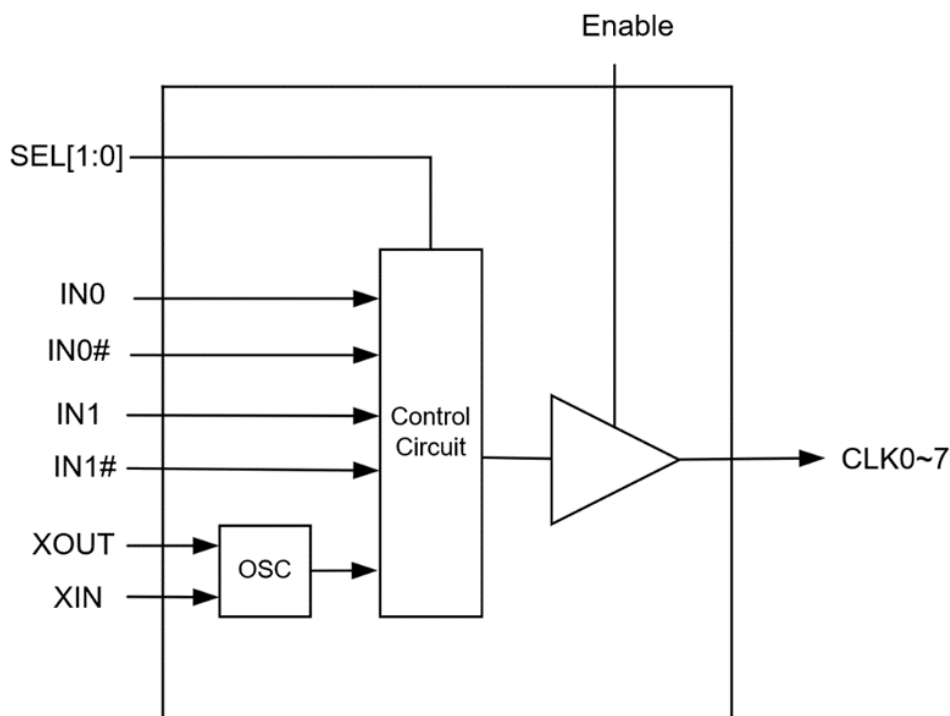 Enable
SEL[1:0]
IN0
IN0#
IN1
IN1#
XOUT
XIN
OSC
Control
Circuit
CLK0~7